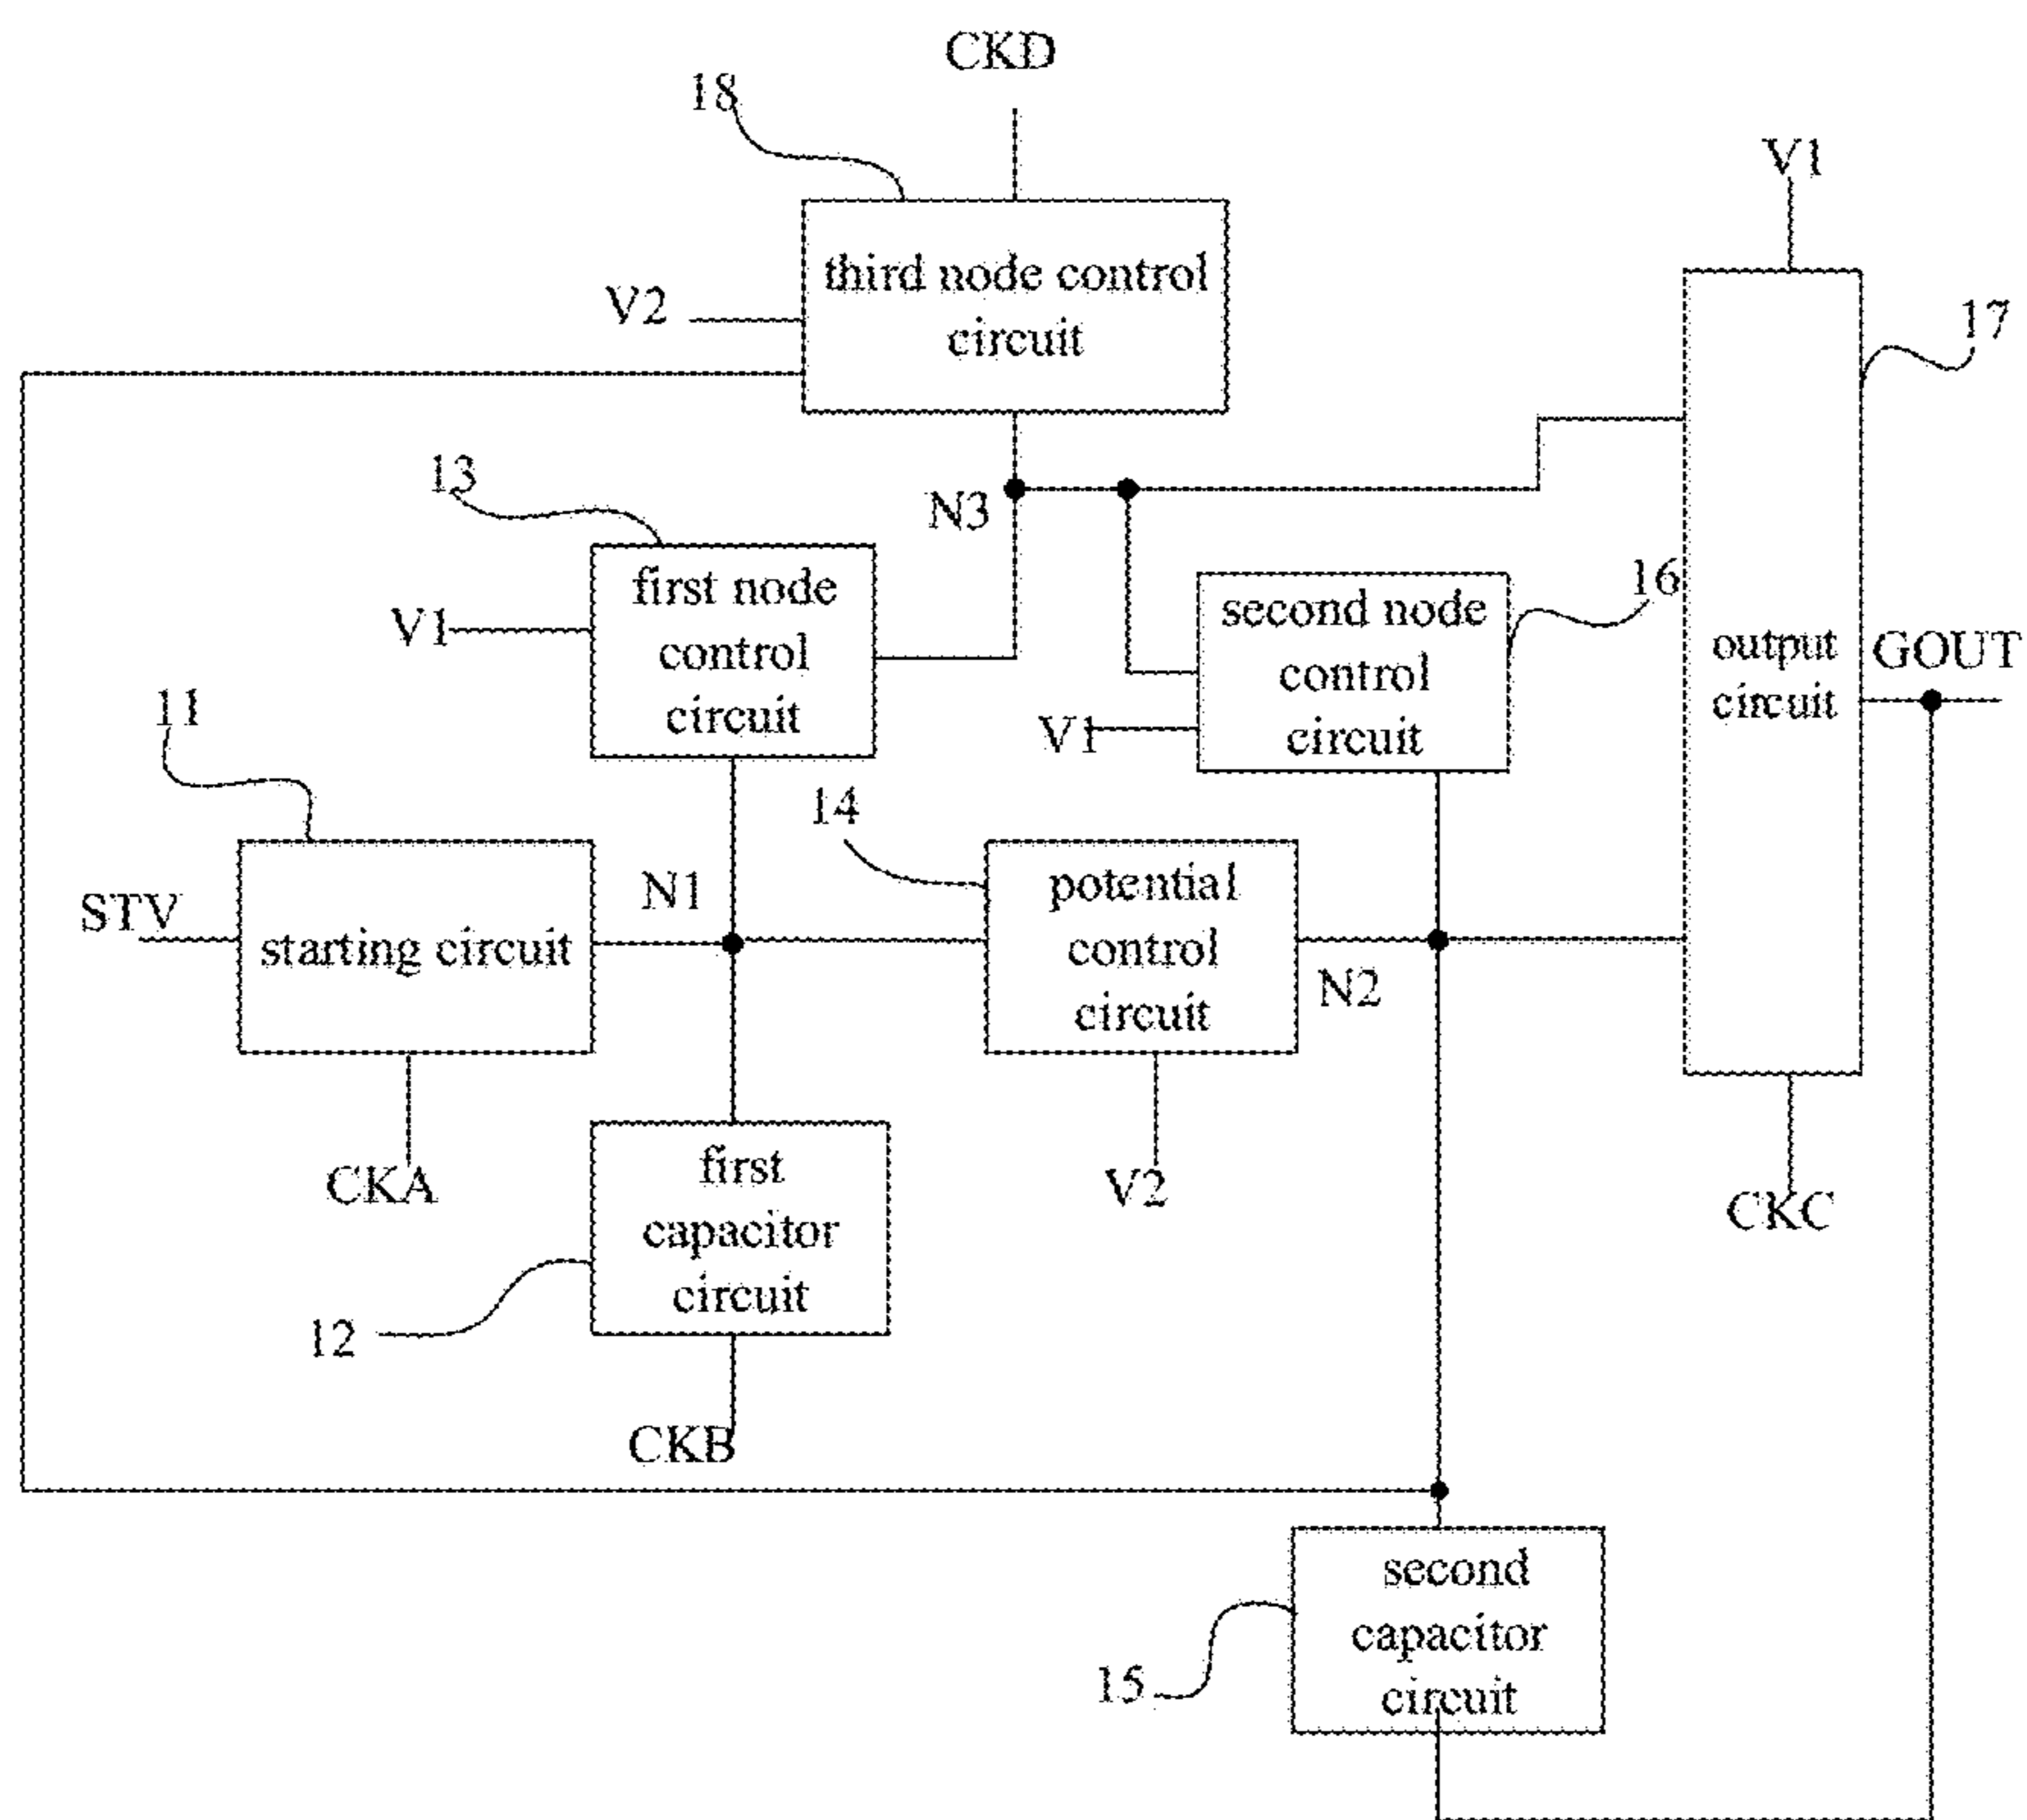 CKD
18
V1
third node control
circuit
V2
17
13
N3
first node
control
circuit
V1
16
second node
control
circuit
V1
output
circuit
GOUT
11
14
STV
starting circuit
N1
potential
control
circuit
N2
CKA
first
capacitor
circuit
V2
CKC
12
CKB
second
capacitor
circuit
15